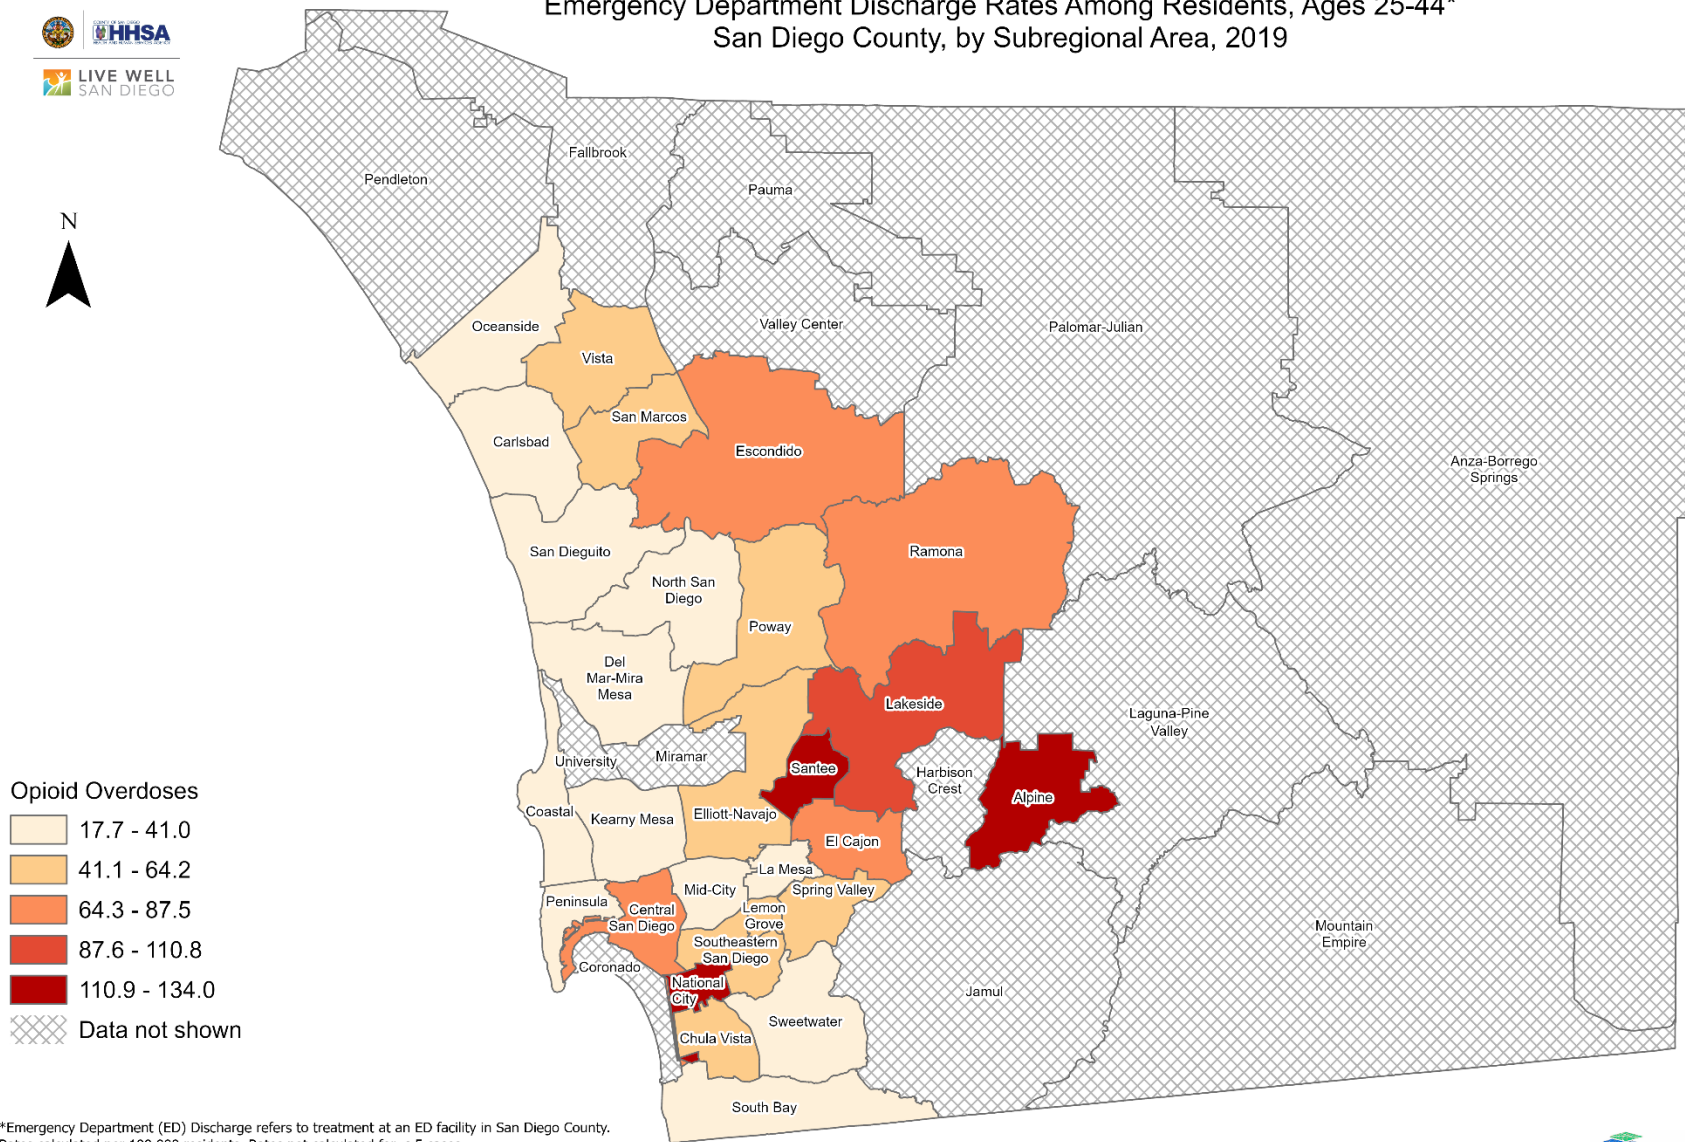 Emergency Department Discharge Rates Among Residents, Ages 25-44*
San Diego County, by Subregional Area, 2019
HHSA
LIVE WELL
SAN DIEGO
N
Pendleton
Fallbrook
Pauma
Oceanside
Vista
Valley Center
Palomar-Julian
San Marcos
Carlsbad
Escondido
Anza-Borrego
Springs
San Dieguito
Ramona
North San
Diego
Poway
Del
Mar-Mira
Mesa
Lakeside
Laguna-Pine
Valley
University
Miramar
Santee
Harbison
Crest
Alpine
Coastal
Kearny Mesa
Elliott-Navajo
El Cajon
La Mesa
Mid-City
Spring Valley
Peninsula
Central
San Diego
Lemon
Grove
Southeastern
San Diego
Mountain
Empire
Coronado
National
City
Jamul
Sweetwater
Chula Vista
South Bay
Opioid Overdoses
17.7 - 41.0
41.1 - 64.2
64.3 - 87.5
87.6 - 110.8
110.9 - 134.0
Data not shown
*Emergency Department (ED) Discharge refers to treatment at an ED facility in San Diego County.